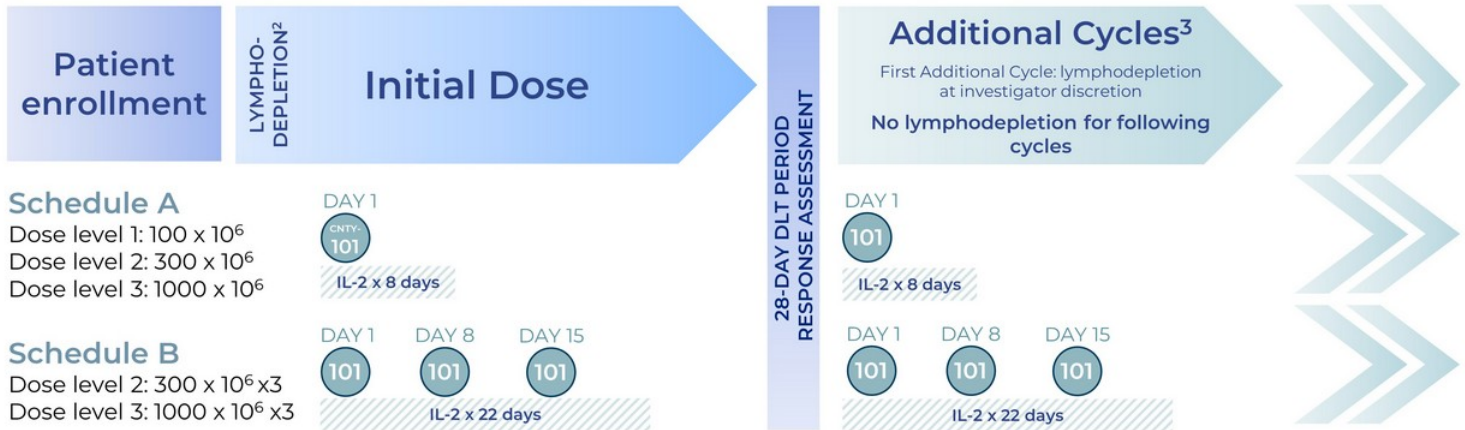 Patient
enrollment
LYMPHO-
DEPLETION²
Initial Dose
28-DAY DLT PERIOD
RESPONSE ASSESSMENT
Additional Cycles³
First Additional Cycle: lymphodepletion
at investigator discretion
No lymphodepletion for following
cycles
Schedule A
Dose level 1: 100 x 10⁶
Dose level 2: 300 x 10⁶
Dose level 3: 1000 x 10⁶
DAY 1
CNTY-
101
IL-2 x 8 days
DAY 1
101
IL-2 x 8 days
Schedule B
Dose level 2: 300 x 10⁶ x3
Dose level 3: 1000 x 10⁶ x3
DAY 1 DAY 8 DAY 15
101 101 101
IL-2 x 22 days
DAY 1 DAY 8 DAY 15
101 101 101
IL-2 x 22 days